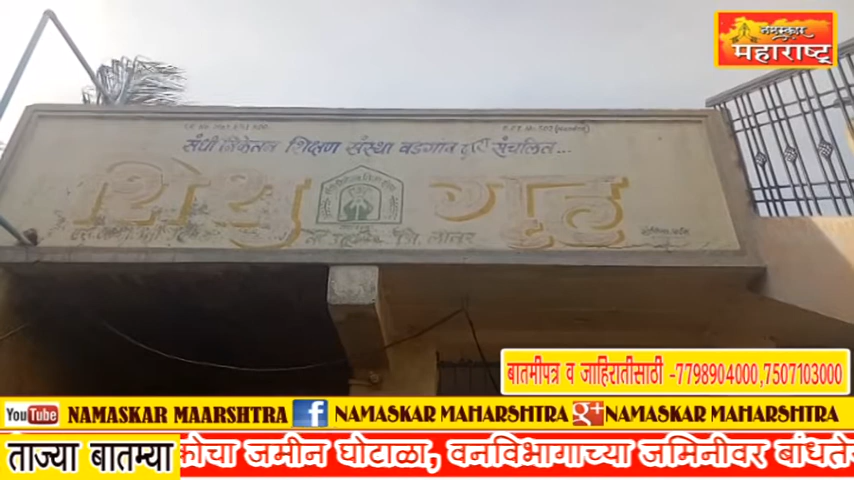 नमस्कार
महाराष्ट्र
संधी निकेतन शिक्षण संस्था वडगांव द्वारा संचलित...
शिशु गृह
जि. लातूर
बातमीपत्र व जाहिरातीसाठी -7798904000,7507103000
YouTube NAMASKAR MAARSHTRA f NAMASKAR MAHARSHTRA g+ NAMASKAR MAHARSHTRA
ताज्या बातम्या कोचा जमीन घोटाळा, वनविभागाच्या जमिनीवर बांधते